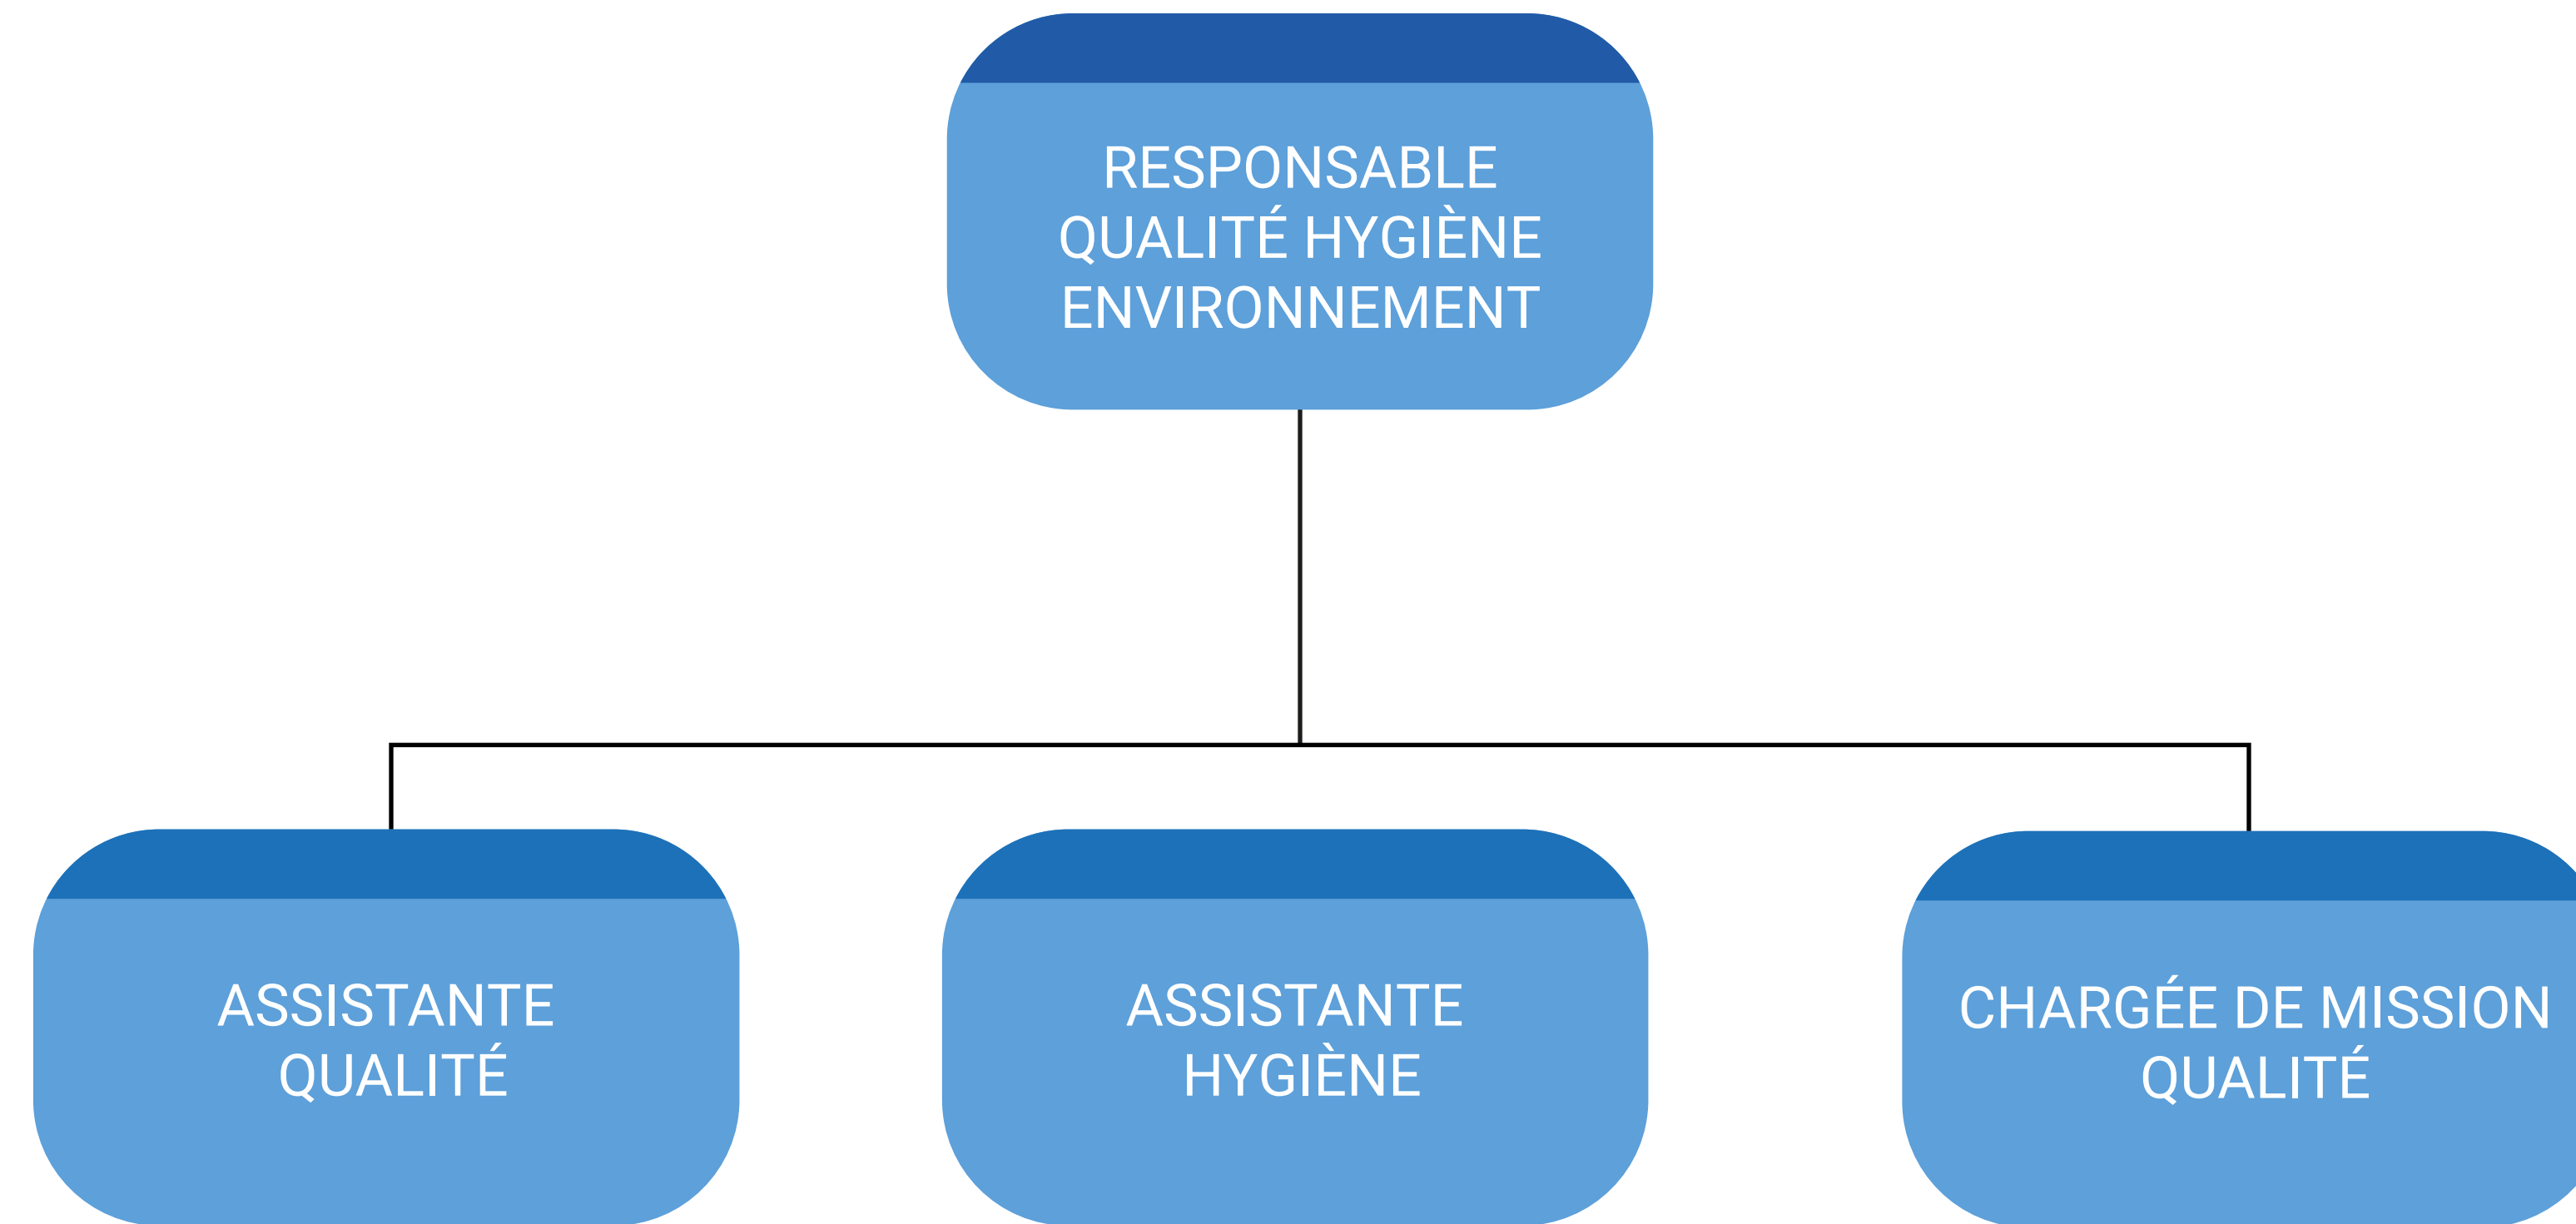 RESPONSABLE
QUALITÉ HYGIÈNE
ENVIRONNEMENT
ASSISTANTE
QUALITÉ
ASSISTANTE
HYGIÈNE
CHARGÉE DE MISSION
QUALITÉ